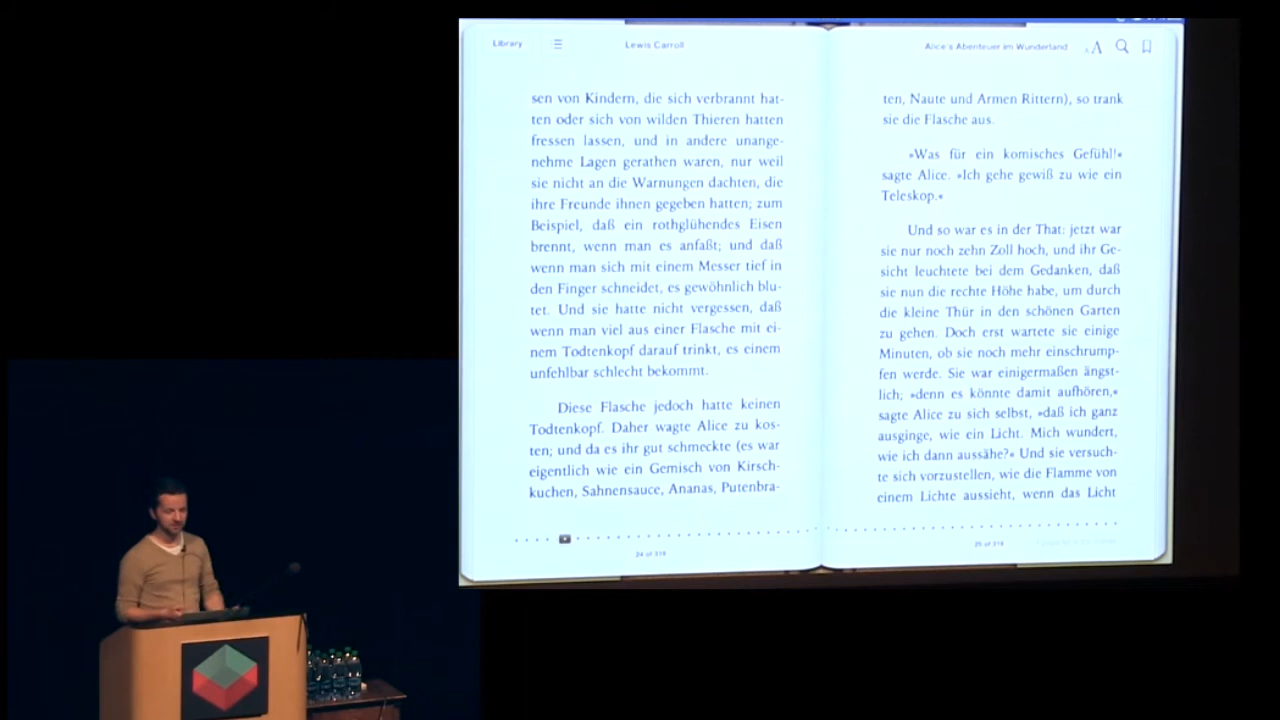 Library
Lewis Carroll
sen von Kindern, die sich verbrannt hat-
ten oder sich von wilden Thieren hatten
fressen lassen, und in andere unange-
nehme Lagen gerathen waren, nur weil
sie nicht an die Warnungen dachten, die
ihre Freunde ihnen gegeben hatten; zum
Beispiel, daß ein rothglühendes Eisen
brennt, wenn man es anfaßt; und daß
wenn man sich mit einem Messer tief in
den Finger schneidet, es gewöhnlich blu-
tet. Und sie hatte nicht vergessen, daß
wenn man viel aus einer Flasche mit ei-
nem Todtenkopf darauf trinkt, es einem
unfehlbar schlecht bekommt.
Diese Flasche jedoch hatte keinen
Todtenkopf. Daher wagte Alice zu kos-
ten; und da es ihr gut schmeckte (es war
eigentlich wie ein Gemisch von Kirsch-
kuchen, Sahnensauce, Ananas, Putenbra-
24 of 318
Alice's Abenteuer im Wunderland
AA
ten, Naute und Armen Rittern), so trank
sie die Flasche aus.
»Was für ein komisches Gefühl!«
sagte Alice. »Ich gehe gewiß zu wie ein
Teleskop.«
Und so war es in der That: jetzt war
sie nur noch zehn Zoll hoch, und ihr Ge-
sicht leuchtete bei dem Gedanken, daß
sie nun die rechte Höhe habe, um durch
die kleine Thür in den schönen Garten
zu gehen. Doch erst wartete sie einige
Minuten, ob sie noch mehr einschrump-
fen werde. Sie war einigermaßen ängst-
lich; »denn es könnte damit aufhören,«
sagte Alice zu sich selbst, »daß ich ganz
ausginge, wie ein Licht. Mich wundert,
wie ich dann aussähe?« Und sie versuch-
te sich vorzustellen, wie die Flamme von
einem Lichte aussieht, wenn das Licht
25 of 318